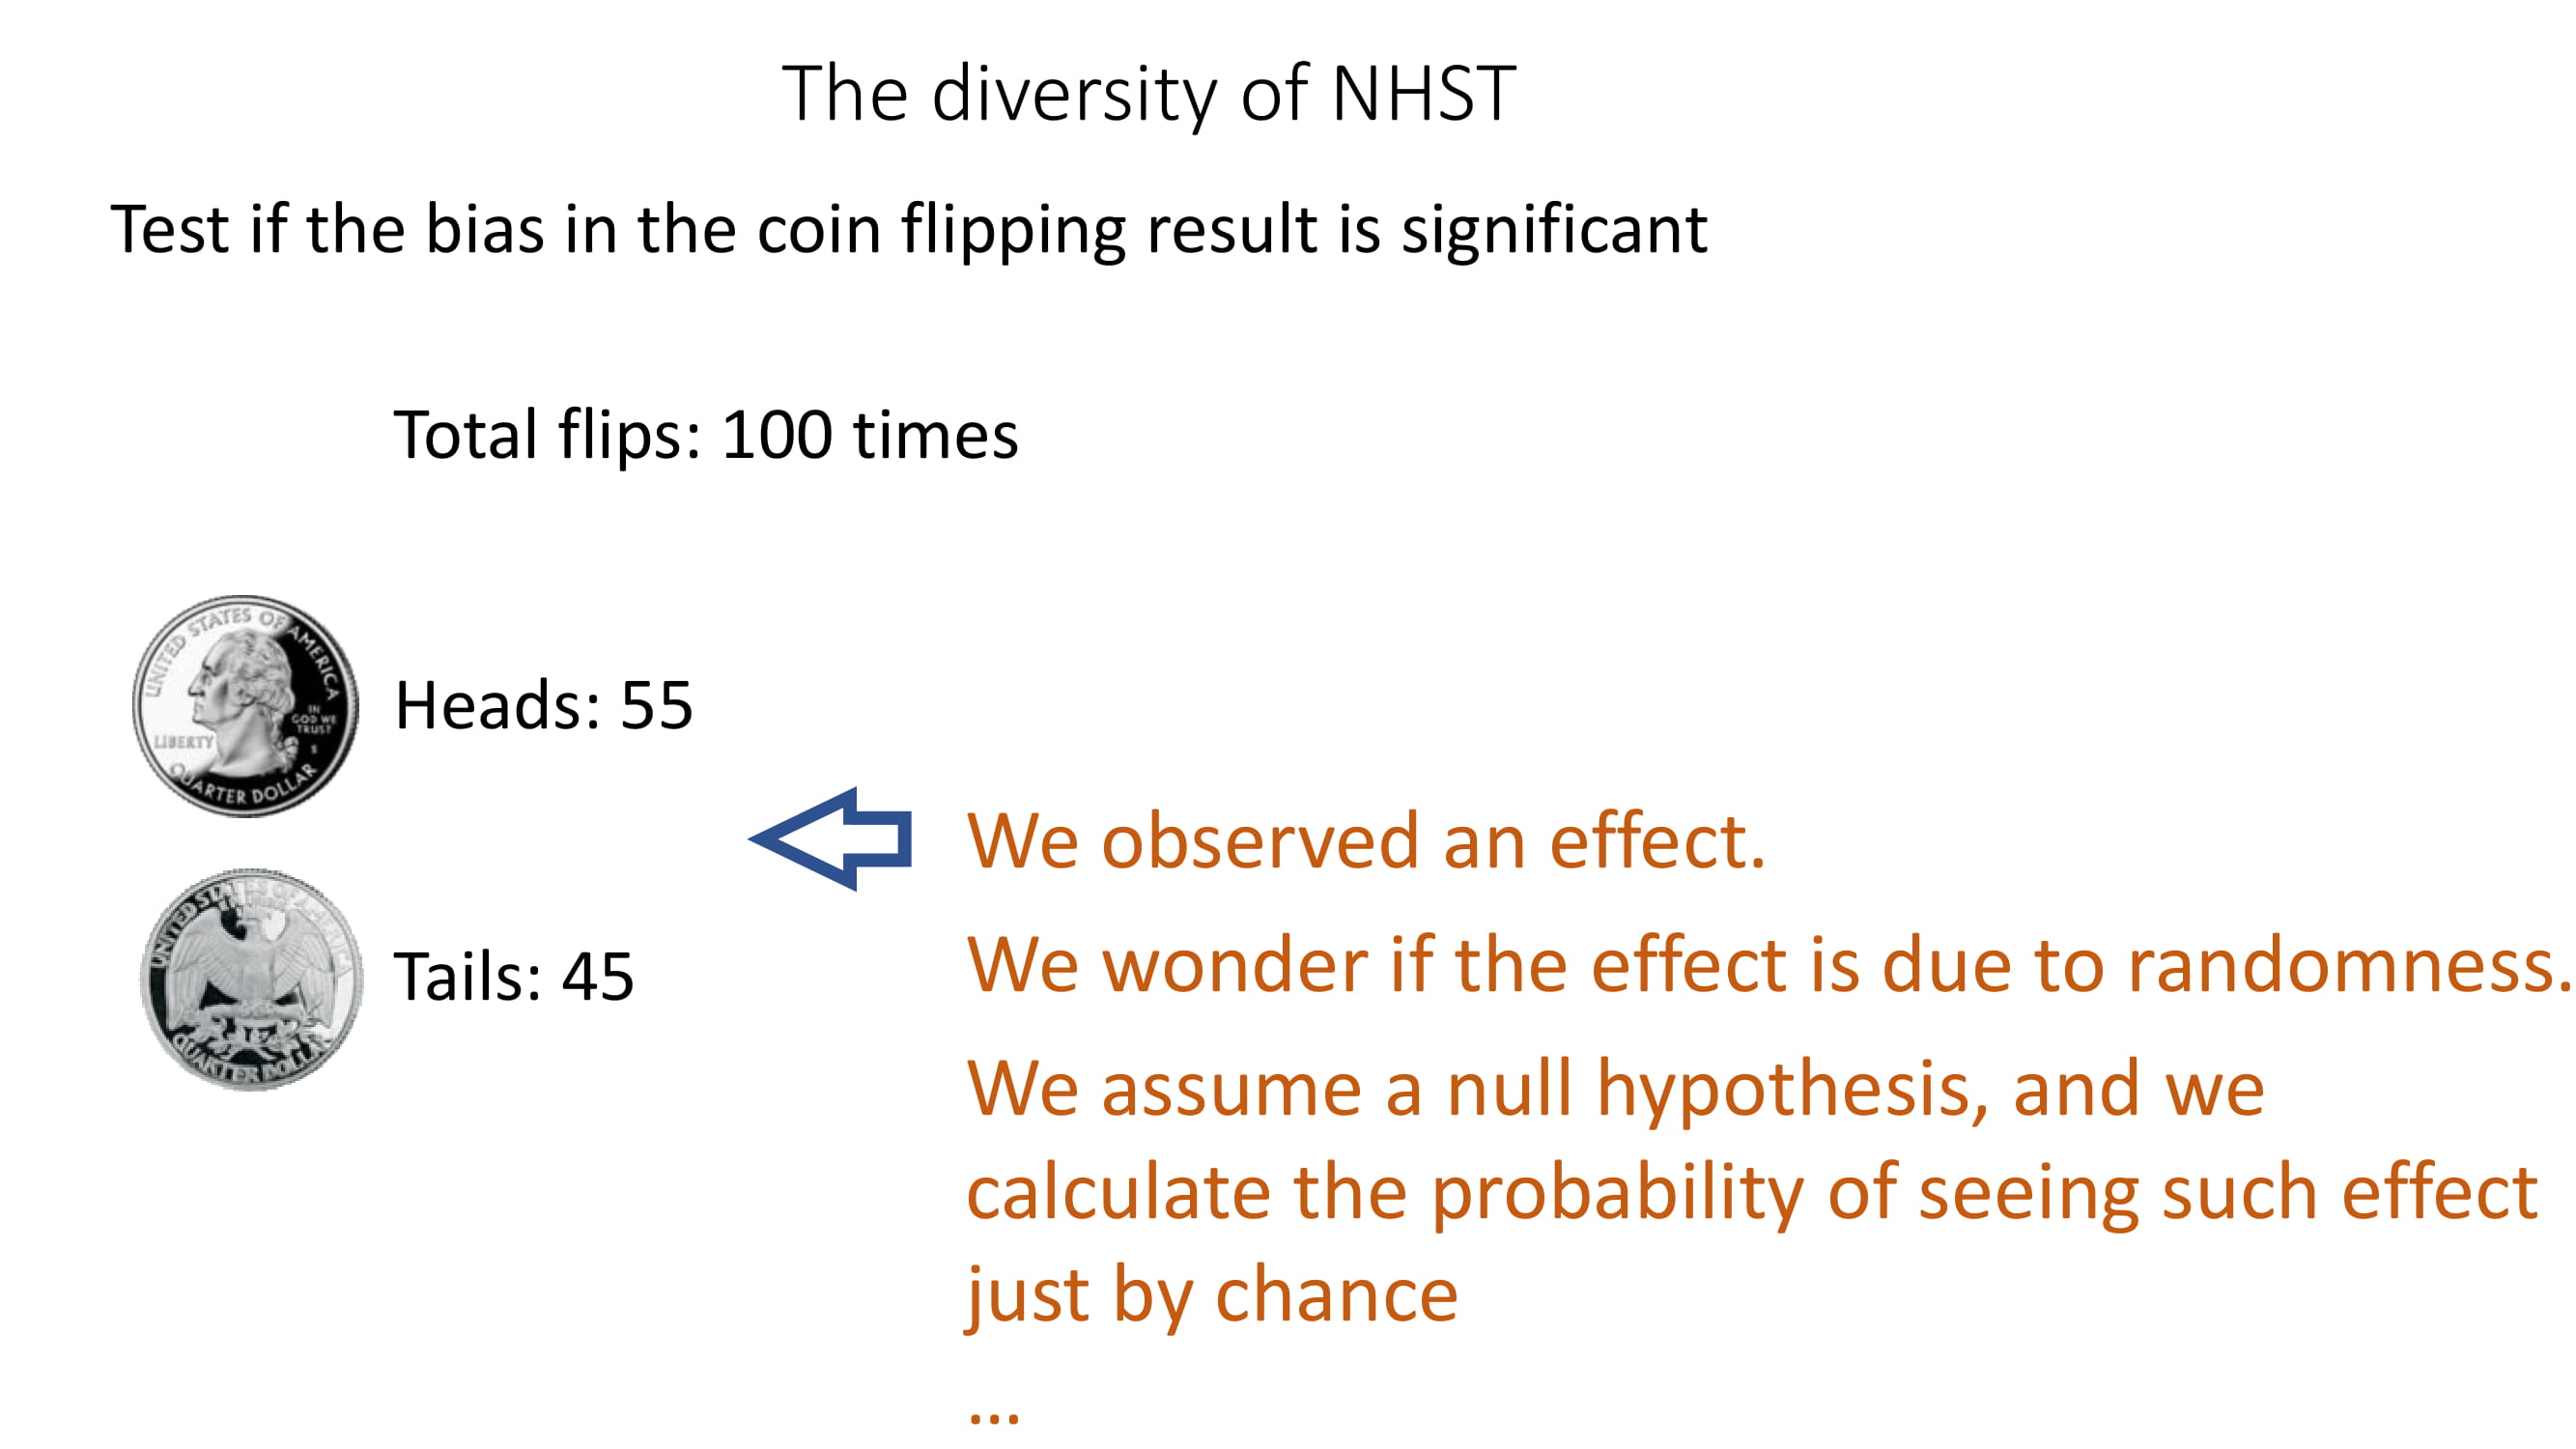 The diversity of NHST
Test if the bias in the coin flipping result is significant
Total flips: 100 times
UNITED STATES OF AMERICA
IN
GOD WE
TRUST
LIBERTY
S
QUARTER DOLLAR
Heads: 55
We observed an effect.
UNITED STATES OF AMERICA
QUARTER DOLLAR
Tails: 45
We wonder if the effect is due to randomness.
We assume a null hypothesis, and we
calculate the probability of seeing such effect
just by chance
...